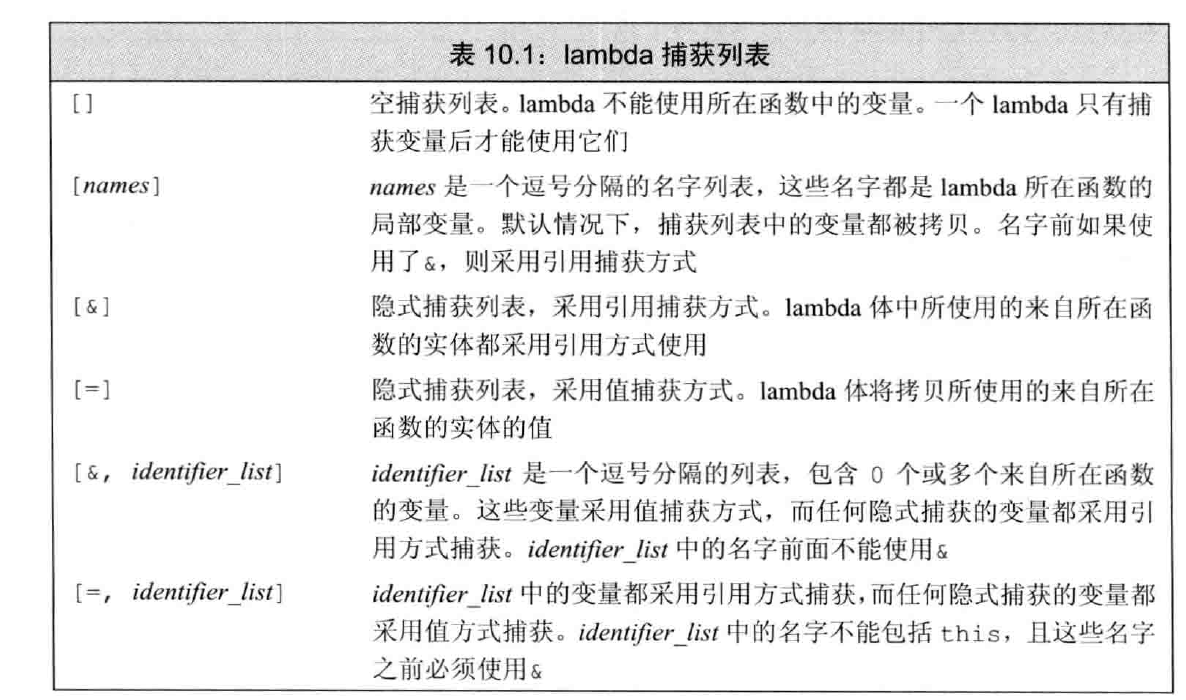 表 10.1：lambda 捕获列表
[] 空捕获列表。lambda 不能使用所在函数中的变量。一个 lambda 只有捕
获变量后才能使用它们
[names] names 是一个逗号分隔的名字列表，这些名字都是 lambda 所在函数的
局部变量。默认情况下，捕获列表中的变量都被拷贝。名字前如果使
用了&，则采用引用捕获方式
[&] 隐式捕获列表，采用引用捕获方式。lambda 体中所使用的来自所在函
数的实体都采用引用方式使用
[=] 隐式捕获列表，采用值捕获方式。lambda 体将拷贝所使用的来自所在
函数的实体的值
[&, identifier_list] identifier_list 是一个逗号分隔的列表，包含 0 个或多个来自所在函数
的变量。这些变量采用值捕获方式，而任何隐式捕获的变量都采用引
用方式捕获。identifier_list 中的名字前面不能使用&
[=, identifier_list] identifier_list 中的变量都采用引用方式捕获，而任何隐式捕获的变量都
采用值方式捕获。identifier_list 中的名字不能包括 this，且这些名字
之前必须使用&